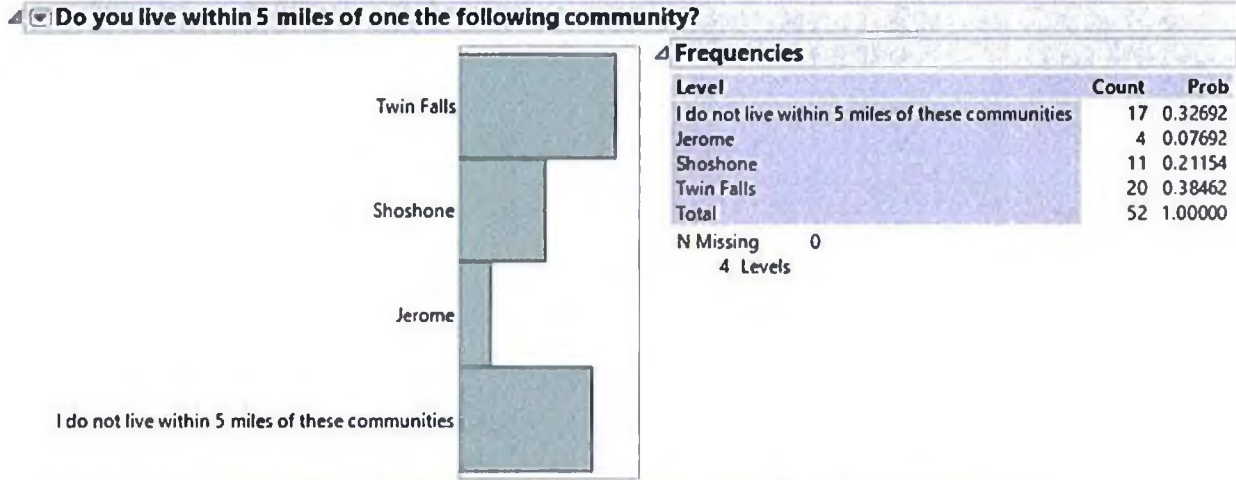 Do you live within 5 miles of one the following community?
Twin Falls
Shoshone
Jerome
I do not live within 5 miles of these communities
Frequencies
Level Count Prob
I do not live within 5 miles of these communities 17 0.32692
Jerome 4 0.07692
Shoshone 11 0.21154
Twin Falls 20 0.38462
Total 52 1.00000
N Missing 0
4 Levels